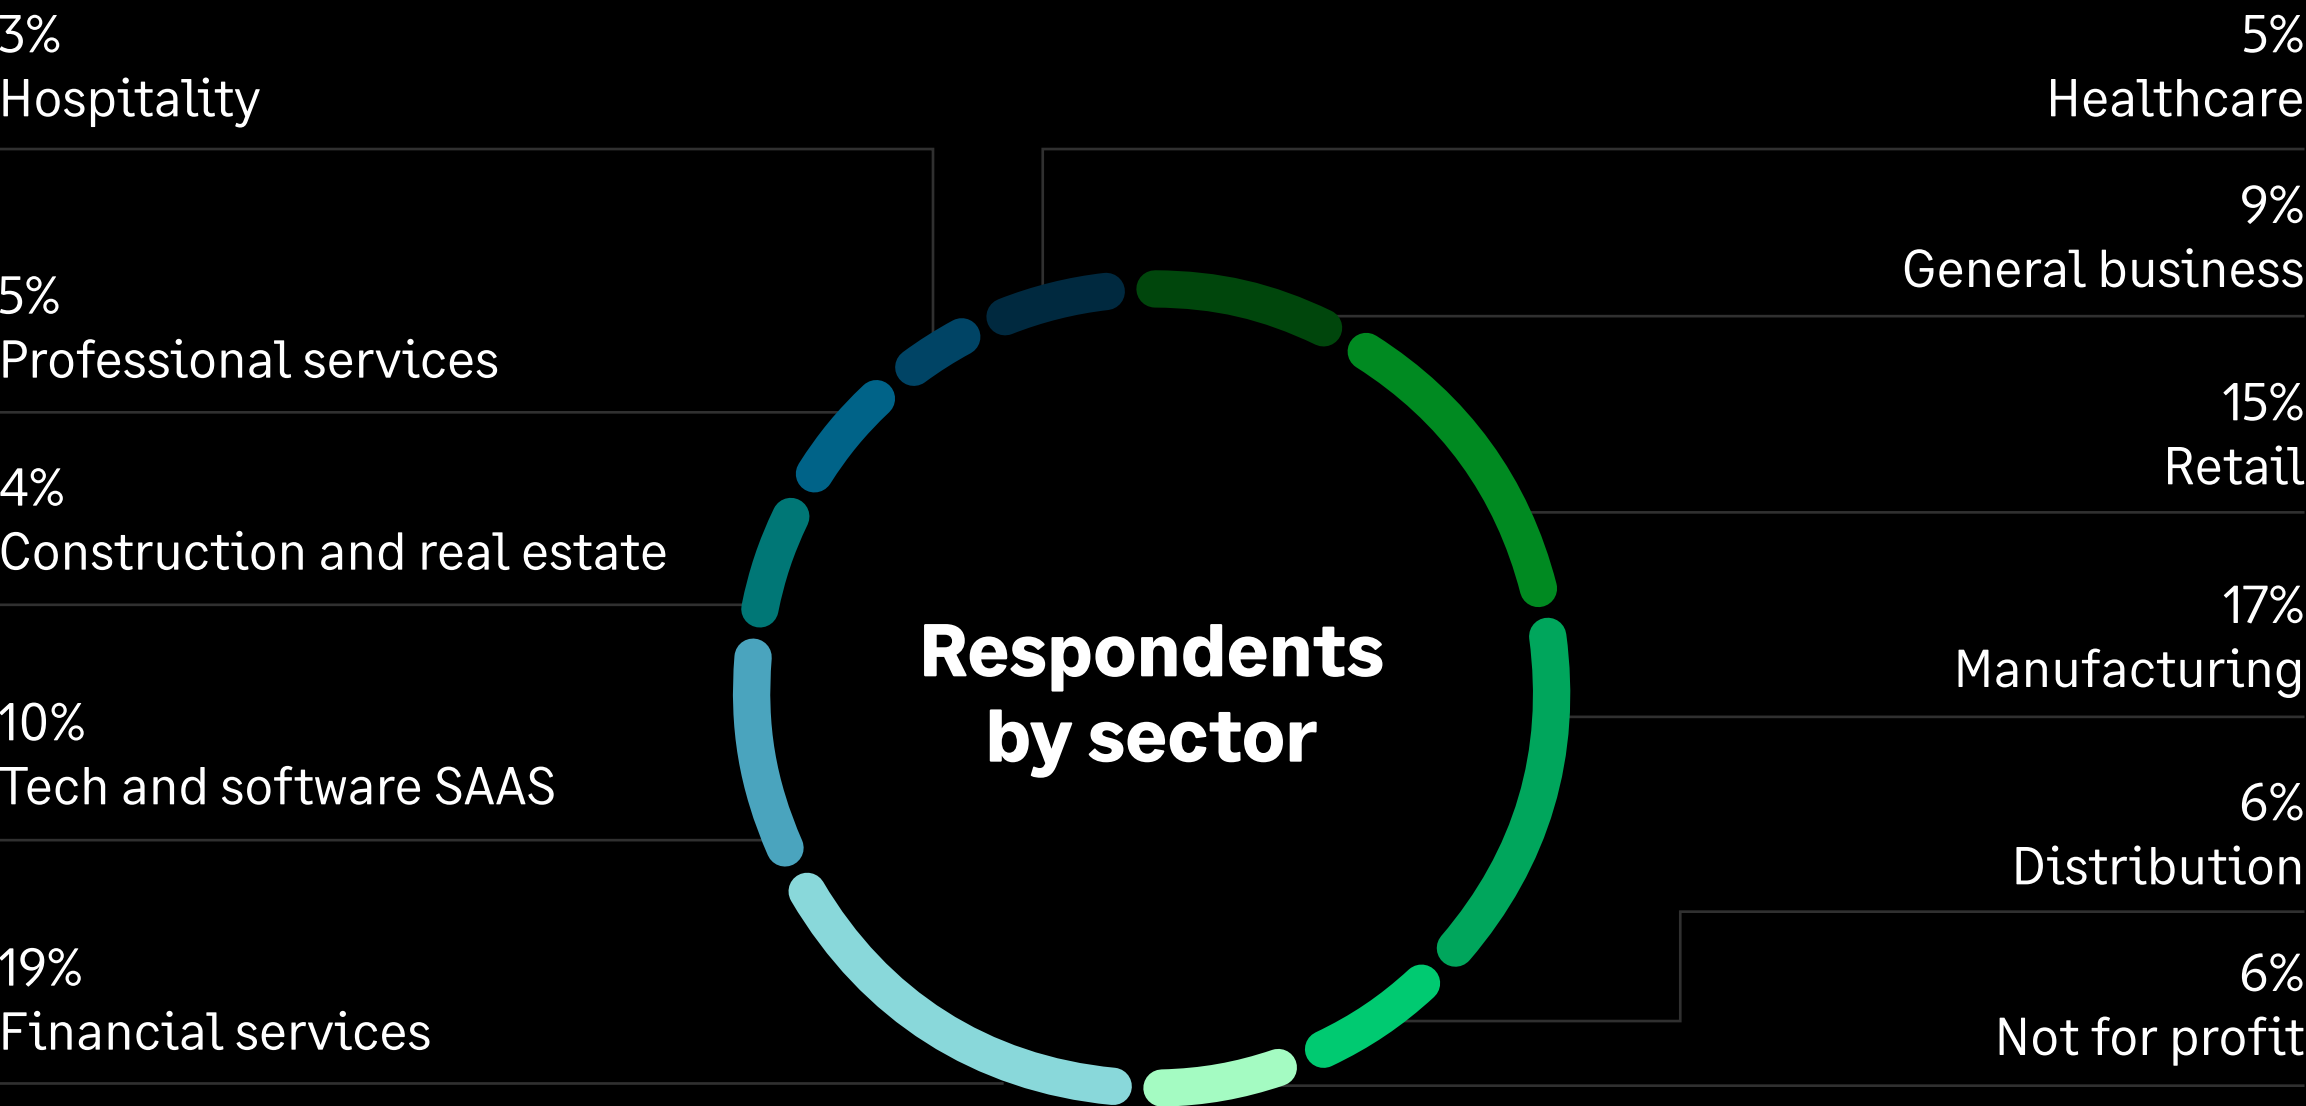 3%
Hospitality
5%
Professional services
4%
Construction and real estate
10%
Tech and software SAAS
19%
Financial services
Respondents
by sector
5%
Healthcare
9%
General business
15%
Retail
17%
Manufacturing
6%
Distribution
6%
Not for profit